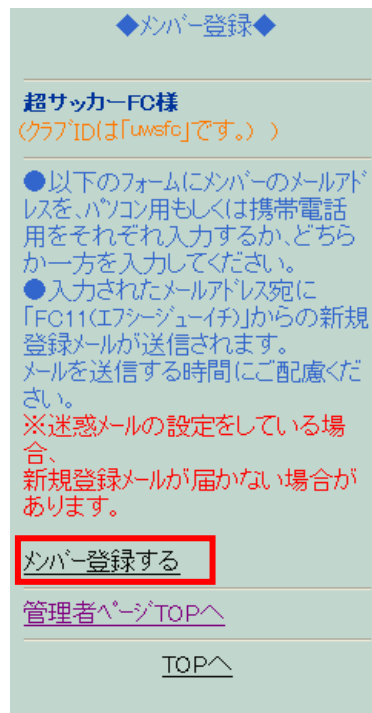 ◆ﾒﾝﾊﾞｰ登録◆
超サッカーFC様
(ｸﾗﾌﾞIDは｢uwsfc｣です。) )
●以下のフォームにﾒﾝﾊﾞｰのﾒｰﾙｱﾄﾞ
ﾚｽを、ﾊﾟｿｺﾝ用もしくは携帯電話
用をそれぞれ入力するか、どちら
か一方を入力してください。
●入力されたﾒｰﾙｱﾄﾞﾚｽ宛に
「FC11(ｴﾌｼｰｼﾞｭｰｲﾁ)」からの新規
登録ﾒｰﾙが送信されます。
ﾒｰﾙを送信する時間にご配慮くだ
さい。
※迷惑ﾒｰﾙの設定をしている場
合、
新規登録ﾒｰﾙが届かない場合が
あります。
ﾒﾝﾊﾞｰ登録する
管理者ﾍﾟｰｼﾞTOPへ
TOPへ